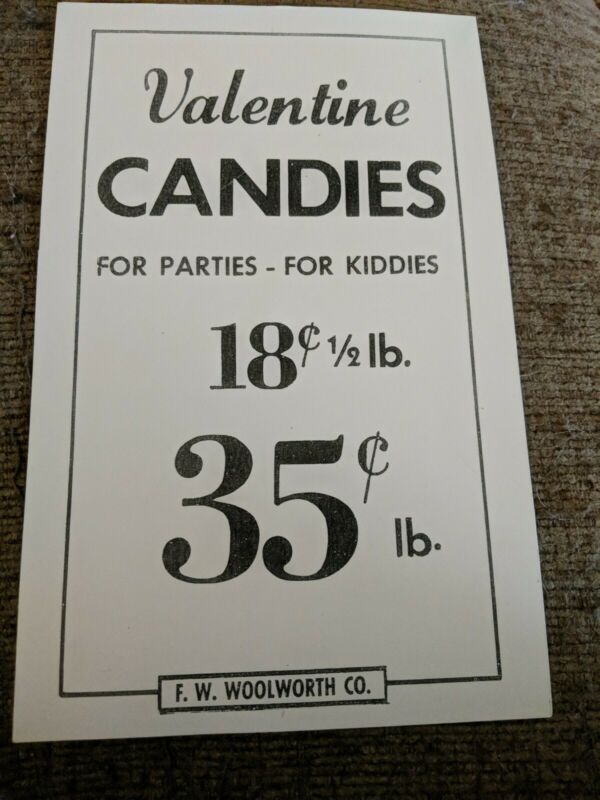 Valentine
CANDIES
FOR PARTIES - FOR KIDDIES
18¢ ½ lb.
35¢ lb.
F. W. WOOLWORTH CO.